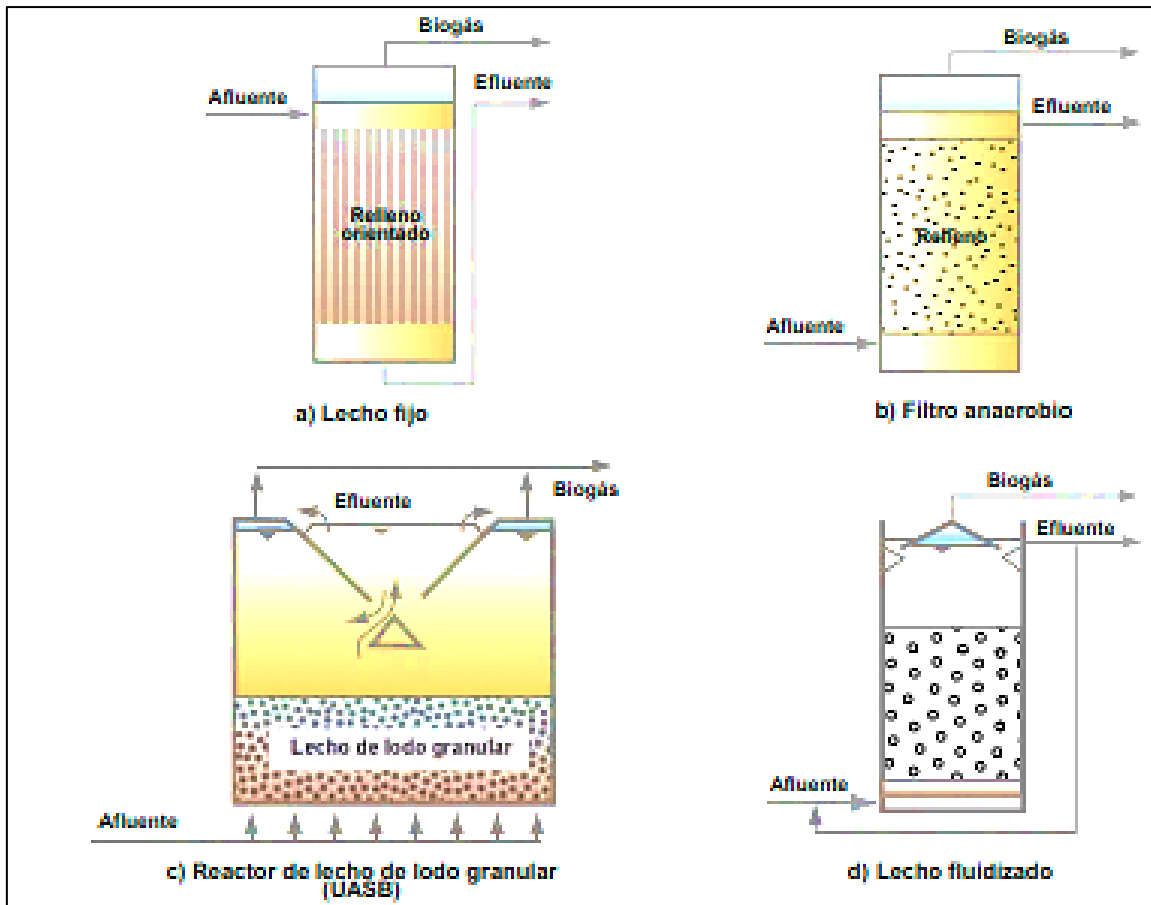 Biogás
Efluente
Afluente
Relleno
orientado
a) Lecho fijo
Biogás
Efluente
Relleno
Afluente
b) Filtro anaerobio
Biogás
Efluente
Lecho de lodo granular
Afluente
c) Reactor de lecho de lodo granular
(UASB)
Biogás
Efluente
Afluente
d) Lecho fluidizado